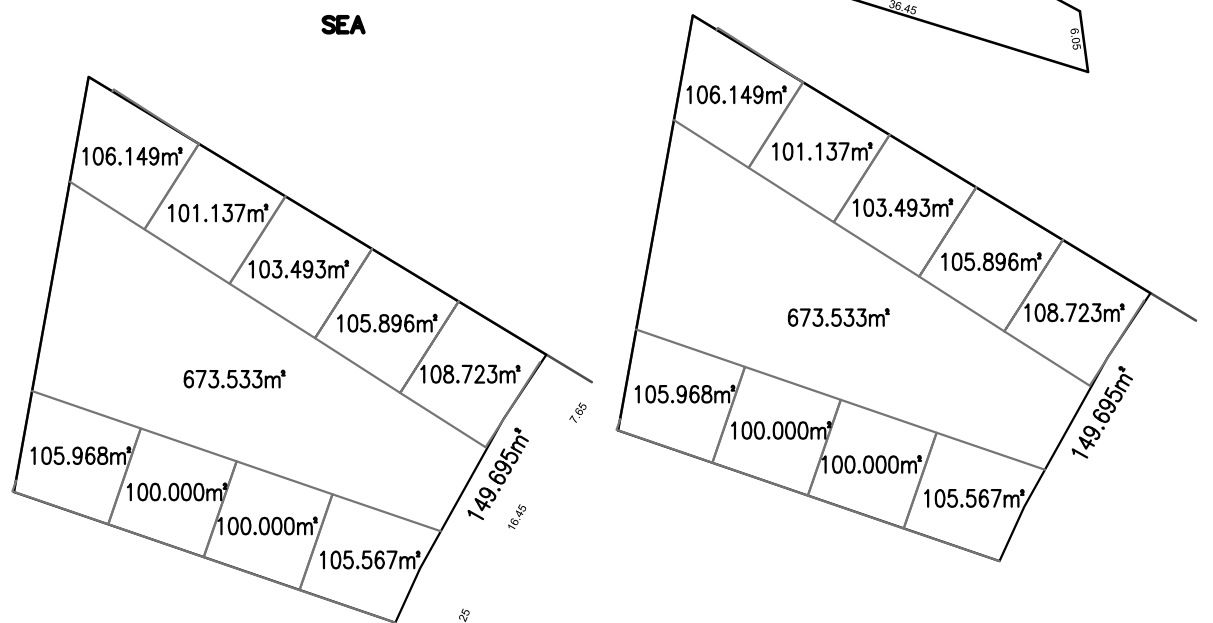 SEA
36.45
6.05
106.149m²
101.137m²
103.493m²
105.896m²
108.723m²
673.533m²
7.65
105.968m²
100.000m²
100.000m²
105.567m²
149.695m²
16.45
25
106.149m²
101.137m²
103.493m²
105.896m²
108.723m²
673.533m²
105.968m²
100.000m²
100.000m²
105.567m²
149.695m²